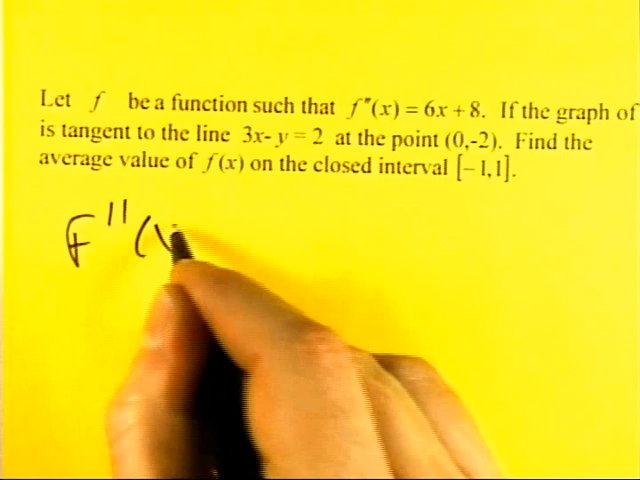 Let f be a function such that f"(x) = 6x + 8. If the graph of
is tangent to the line 3x- y = 2 at the point (0,-2). Find the
average value of f(x) on the closed interval [-1,1].
F''(x